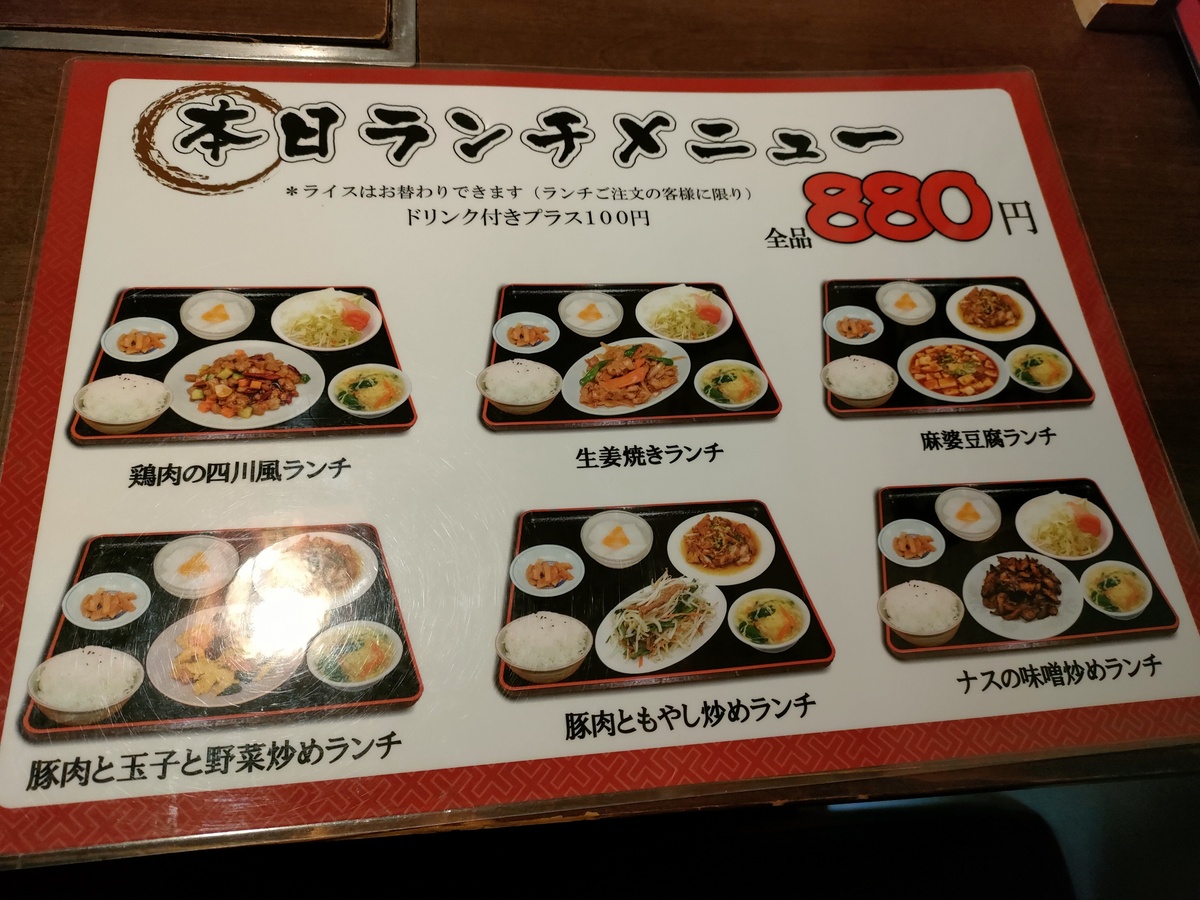 本日ランチメニュー
＊ライスはお替わりできます（ランチご注文の客様に限り）
ドリンク付きプラス100円
全品880円
鶏肉の四川風ランチ
生姜焼きランチ
麻婆豆腐ランチ
豚肉と玉子と野菜炒めランチ
豚肉ともやし炒めランチ
ナスの味噌炒めランチ